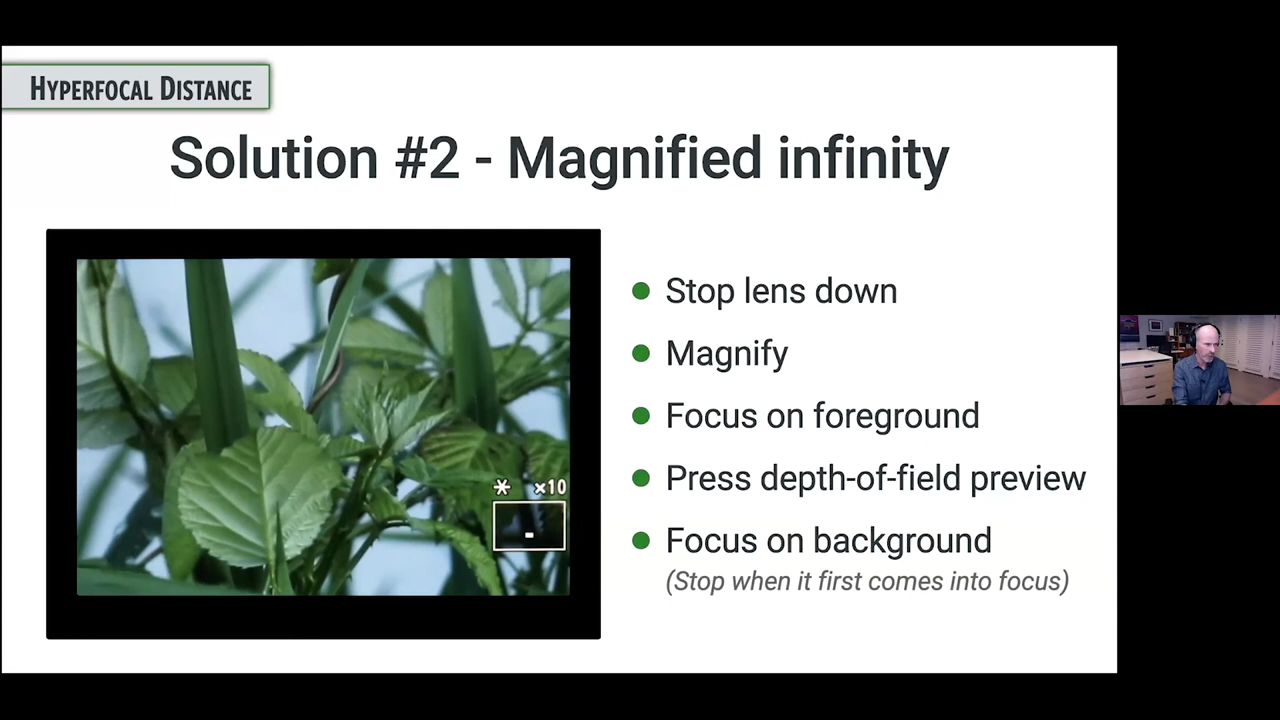 HYPERFOCAL DISTANCE
Solution #2 - Magnified infinity
Stop lens down
Magnify
Focus on foreground
Press depth-of-field preview
Focus on background
(Stop when it first comes into focus)
* ×10